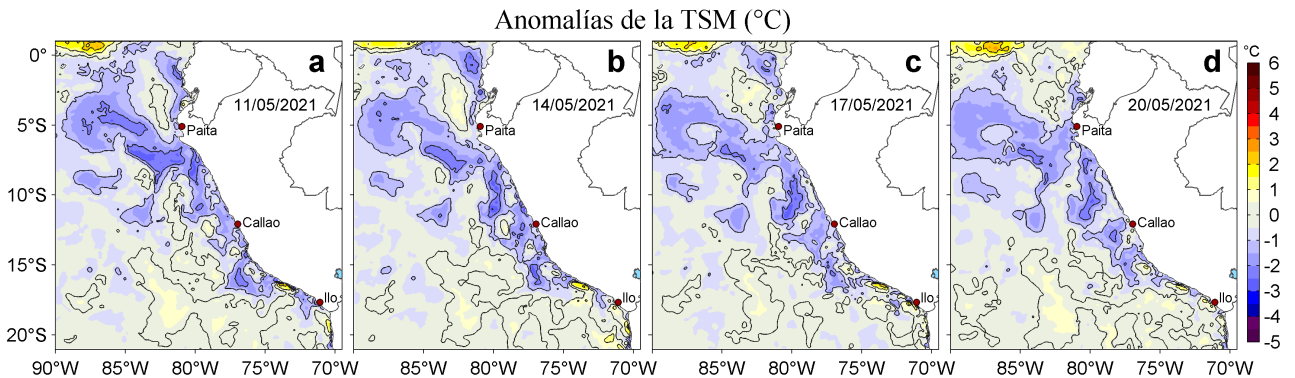 Anomalías de la TSM (°C)
a
b
c
d
11/05/2021
14/05/2021
17/05/2021
20/05/2021
Paita
Paita
Paita
Paita
Callao
Callao
Callao
Callao
Ilo
Ilo
Ilo
Ilo
0°
5°S
10°S
15°S
20°S
90°W 85°W 80°W 75°W 70°W
85°W 80°W 75°W 70°W
85°W 80°W 75°W 70°W
85°W 80°W 75°W 70°W
°C
6
5
4
3
2
1
0
-1
-2
-3
-4
-5